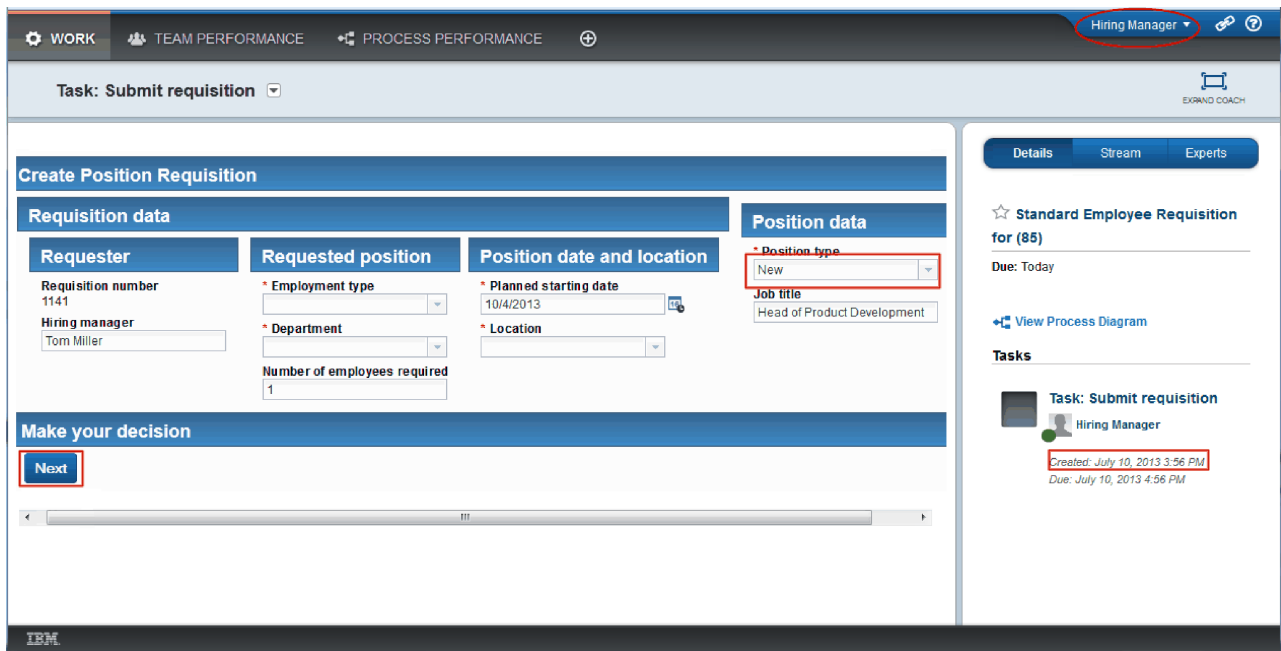 WORK TEAM PERFORMANCE PROCESS PERFORMANCE Hiring Manager
Task: Submit requisition
EXPAND COACH
Create Position Requisition
Requisition data
Requester
Requisition number
1141
Hiring manager
Tom Miller
Requested position
* Employment type
* Department
Number of employees required
1
Position date and location
* Planned starting date
10/4/2013
* Location
Position data
* Position type
New
Job title
Head of Product Development
Make your decision
Next
Details Stream Experts
Standard Employee Requisition
for (85)
Due: Today
View Process Diagram
Tasks
Task: Submit requisition
Hiring Manager
Created: July 10, 2013 3:56 PM
Due: July 10, 2013 4:56 PM
IBM.